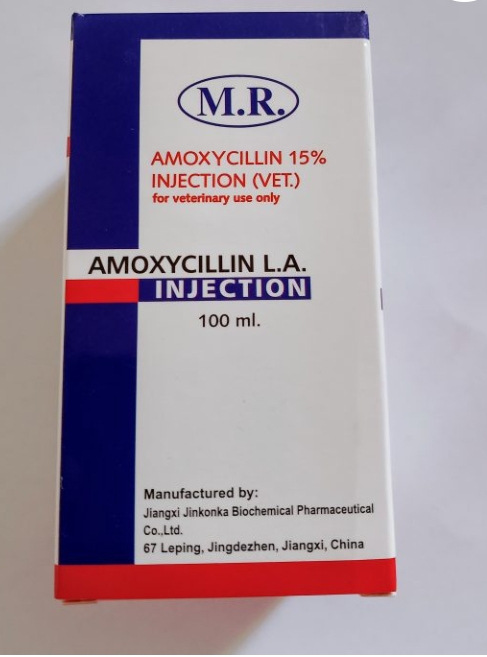 M.R.
AMOXYCILLIN 15%
INJECTION (VET.)
for veterinary use only
AMOXYCILLIN L.A.
INJECTION
100 ml.
Manufactured by:
Jiangxi Jinkonka Biochemical Pharmaceutical
Co.,Ltd.
67 Leping, Jingdezhen, Jiangxi, China